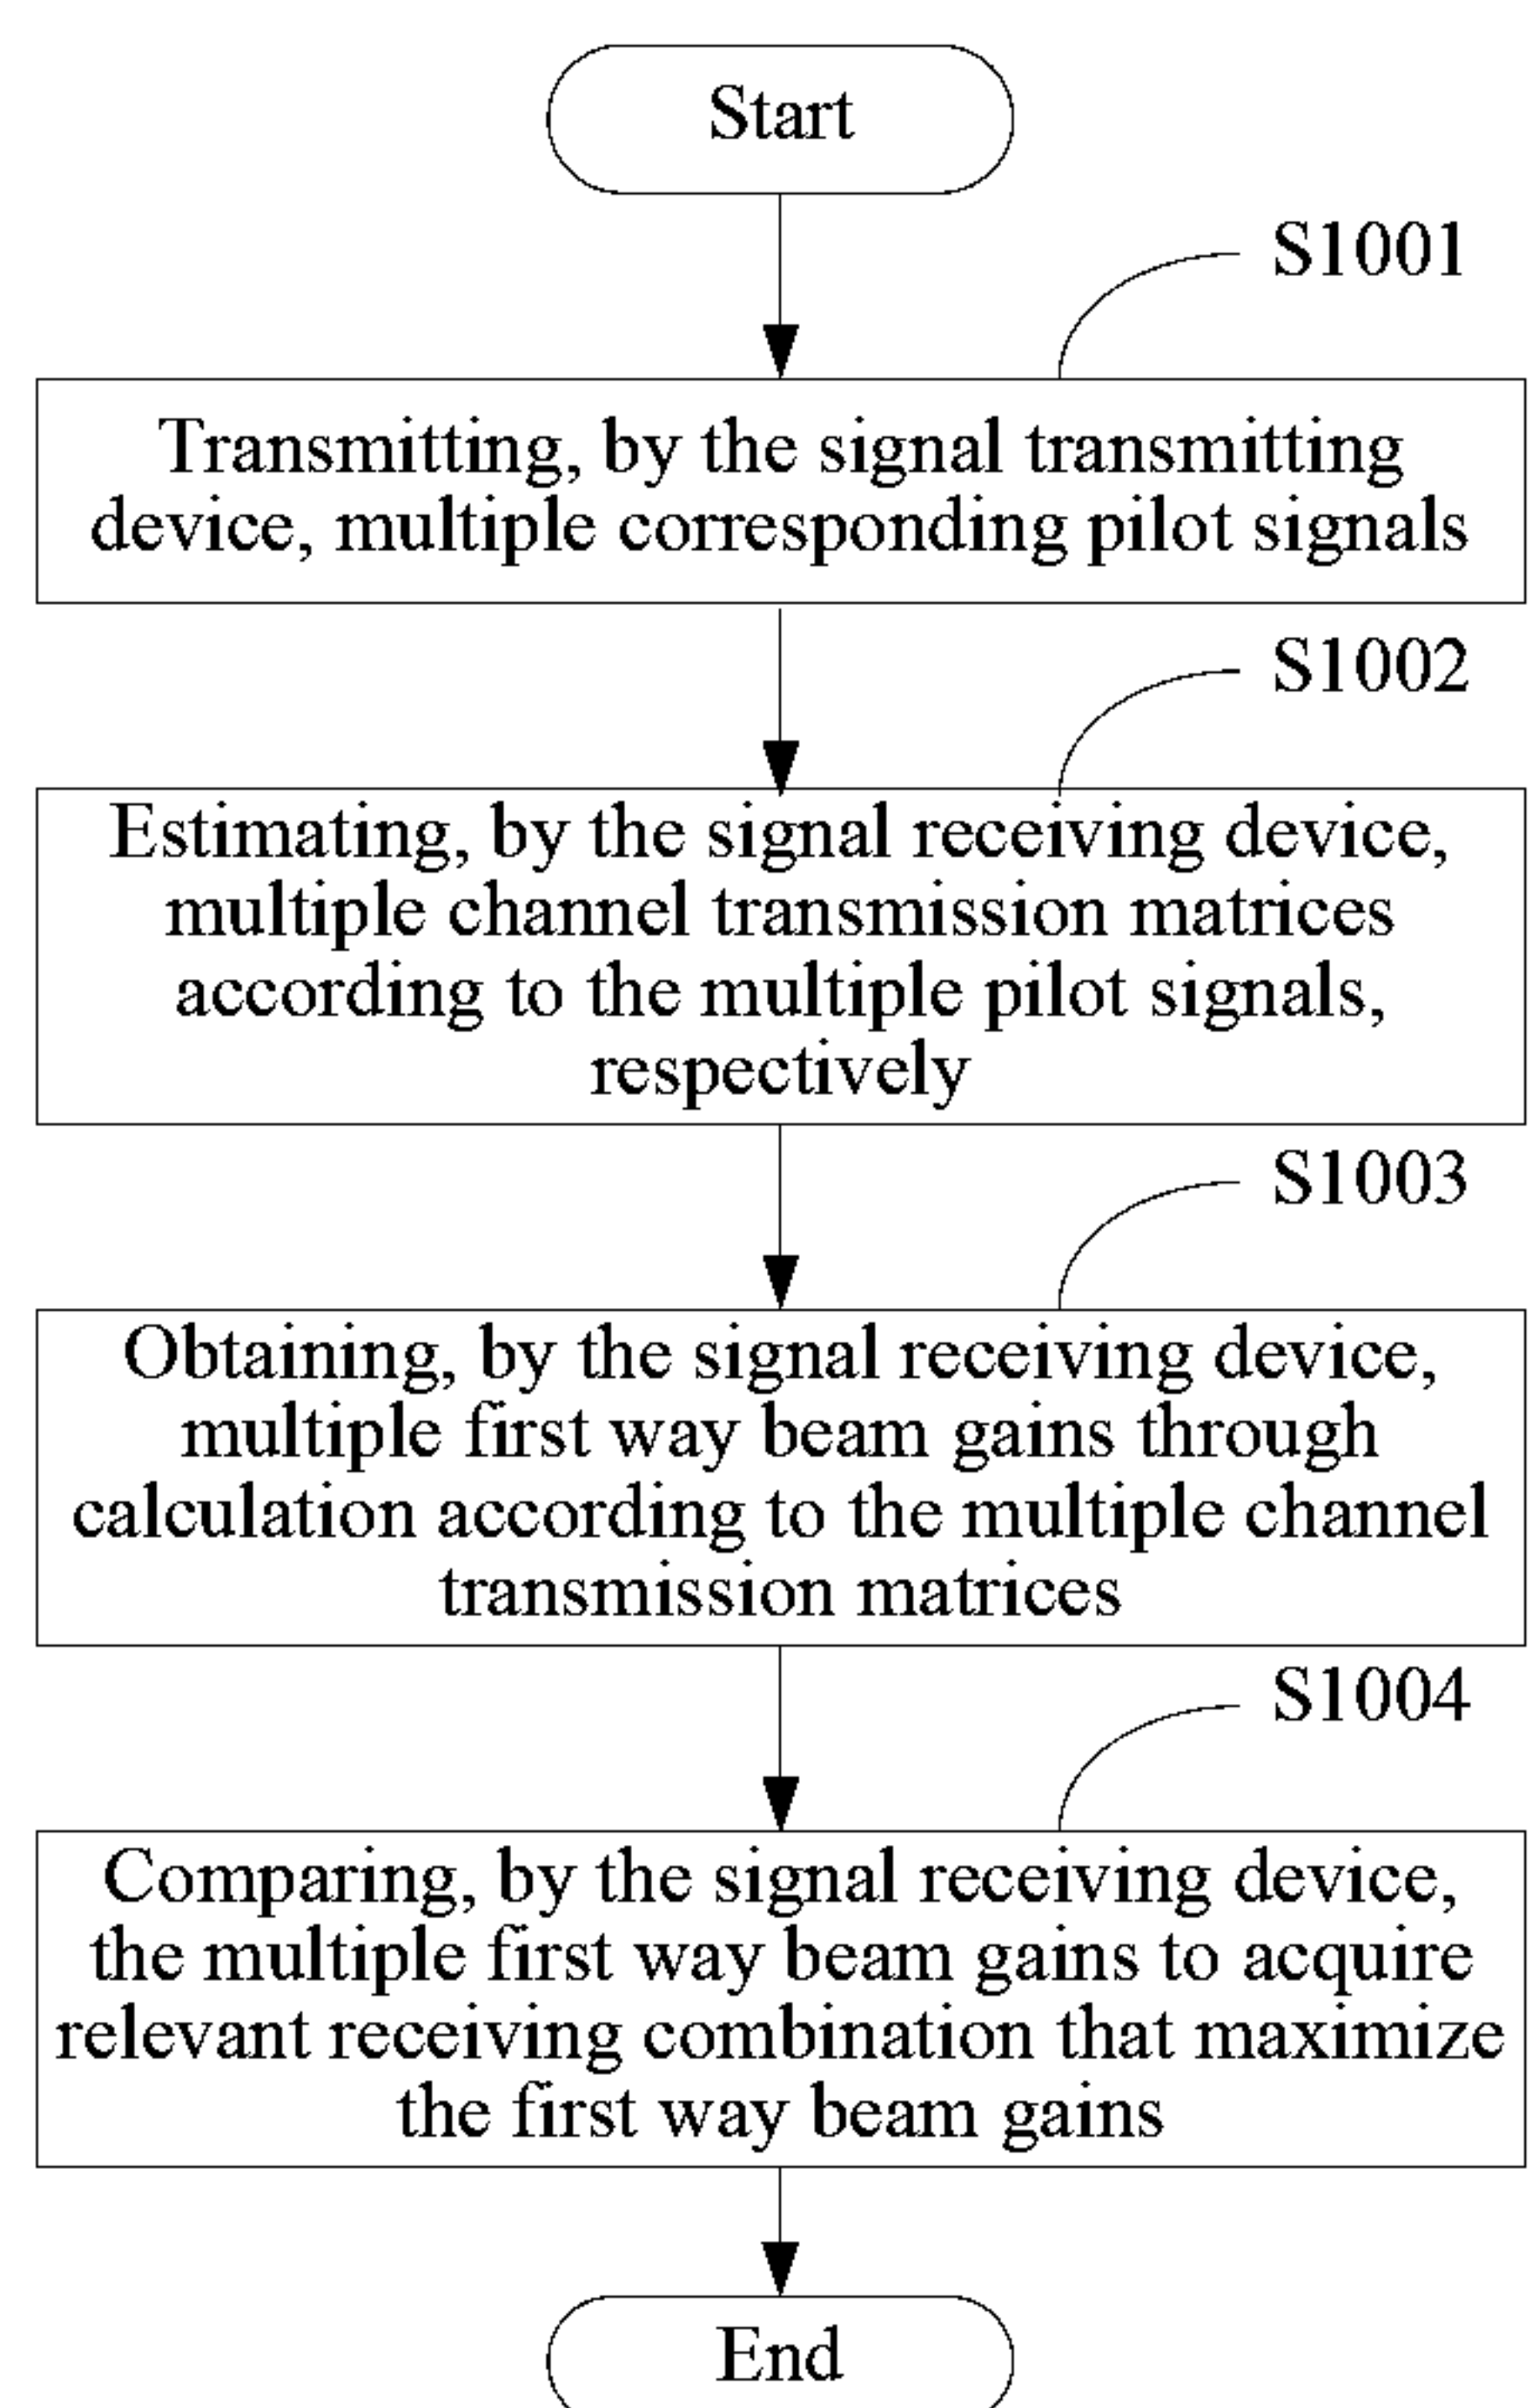 Start
S1001
Transmitting, by the signal transmitting
device, multiple corresponding pilot signals
S1002
Estimating, by the signal receiving device,
multiple channel transmission matrices
according to the multiple pilot signals,
respectively
S1003
Obtaining, by the signal receiving device,
multiple first way beam gains through
calculation according to the multiple channel
transmission matrices
S1004
Comparing, by the signal receiving device,
the multiple first way beam gains to acquire
relevant receiving combination that maximize
the first way beam gains
End